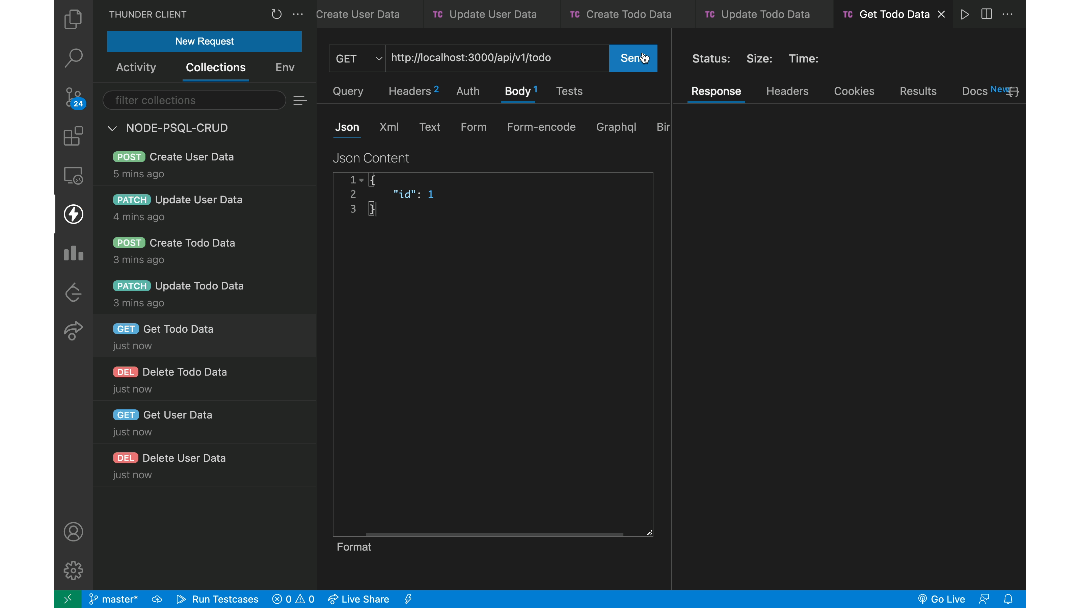 THUNDER CLIENT
New Request
Activity Collections Env
filter collections
NODE-PSQL-CRUD
POST Create User Data
5 mins ago
PATCH Update User Data
4 mins ago
POST Create Todo Data
3 mins ago
PATCH Update Todo Data
3 mins ago
GET Get Todo Data
just now
DEL Delete Todo Data
just now
GET Get User Data
just now
DEL Delete User Data
just now
24
Create User Data TC Update User Data TC Create Todo Data TC Update Todo Data TC Get Todo Data
GET http://localhost:3000/api/v1/todo Send
Query Headers 2 Auth Body 1 Tests
Json Xml Text Form Form-encode Graphql Bin
Json Content
1 {
2 "id": 1
3 }
Format
Status: Size: Time:
Response Headers Cookies Results Docs New {}
master* Run Testcases 0 0 Live Share Go Live